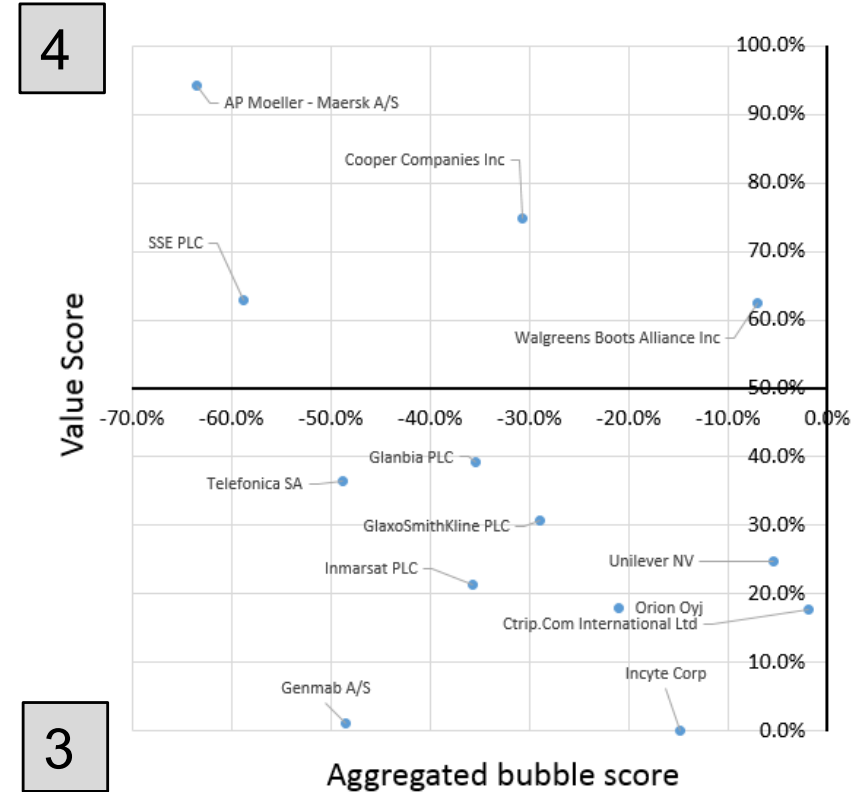 4
100.0%
AP Moeller - Maersk A/S
90.0%
Cooper Companies Inc
80.0%
SSE PLC
70.0%
60.0%
Walgreens Boots Alliance Inc
50.0%
Value Score
-70.0% -60.0% -50.0% -40.0% -30.0% -20.0% -10.0% 0.0%
Glanbia PLC
40.0%
Telefonica SA
GlaxoSmithKline PLC
30.0%
Unilever NV
Inmarsat PLC
20.0%
Orion Oyj
Ctrip.Com International Ltd
10.0%
Incyte Corp
Genmab A/S
0.0%
3
Aggregated bubble score